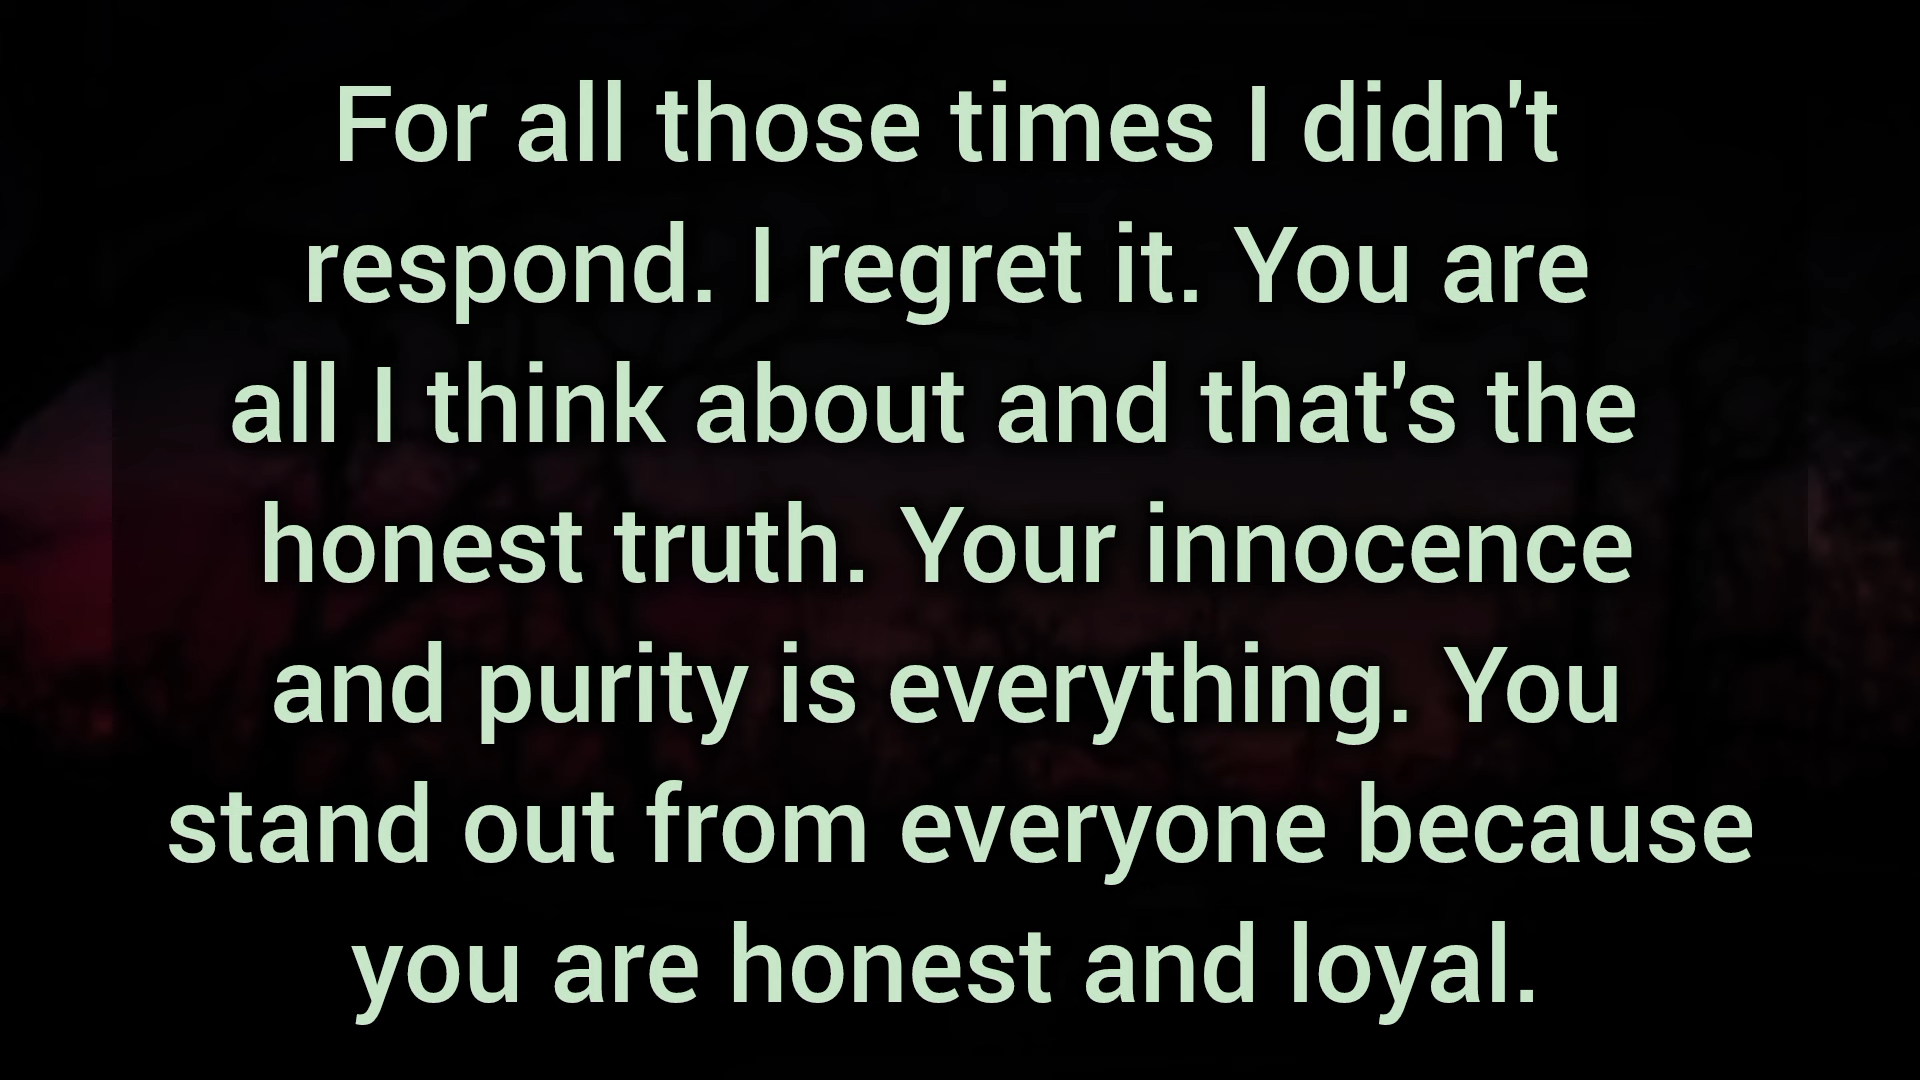 For all those times I didn't
respond. I regret it. You are
all I think about and that's the
honest truth. Your innocence
and purity is everything. You
stand out from everyone because
you are honest and loyal.